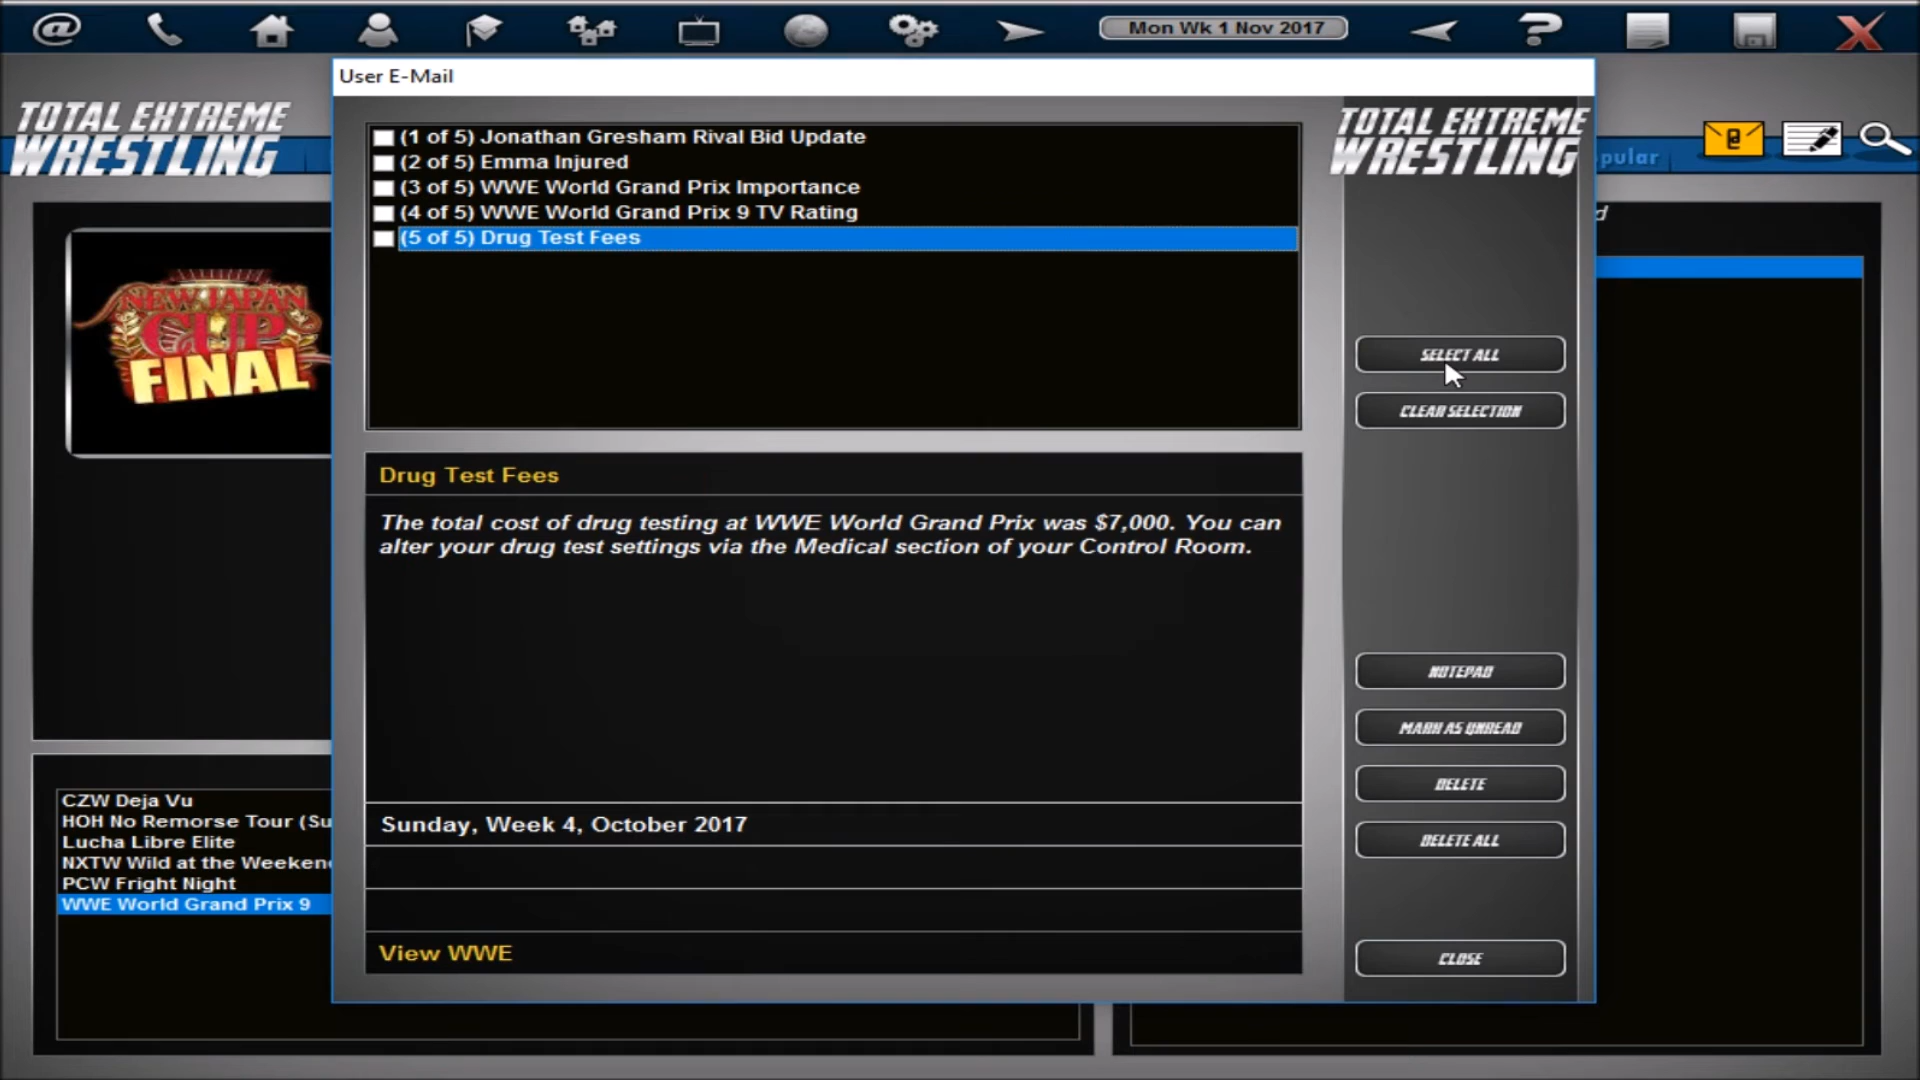 Mon Wk 1 Nov 2017
User E-Mail
TOTAL EXTREME
WRESTLING
(1 of 5) Jonathan Gresham Rival Bid Update
(2 of 5) Emma Injured
(3 of 5) WWE World Grand Prix Importance
(4 of 5) WWE World Grand Prix 9 TV Rating
(5 of 5) Drug Test Fees
TOTAL EXTREME
WRESTLING
pular
d
NEW JAPAN
CUP
FINAL
SELECT ALL
CLEAR SELECTION
Drug Test Fees
The total cost of drug testing at WWE World Grand Prix was $7,000. You can
alter your drug test settings via the Medical section of your Control Room.
NOTEPAD
MARK AS UNREAD
DELETE
DELETE ALL
CLOSE
Sunday, Week 4, October 2017
View WWE
CZW Deja Vu
HOH No Remorse Tour (Su
Lucha Libre Elite
NXTW Wild at the Weeken
PCW Fright Night
WWE World Grand Prix 9